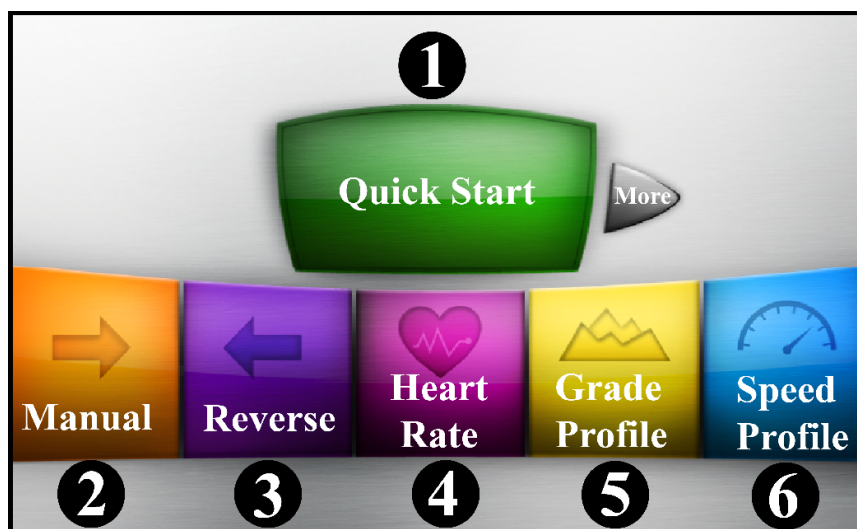 1
Quick Start
More
Manual
Reverse
Heart
Rate
Grade
Profile
Speed
Profile
2
3
4
5
6